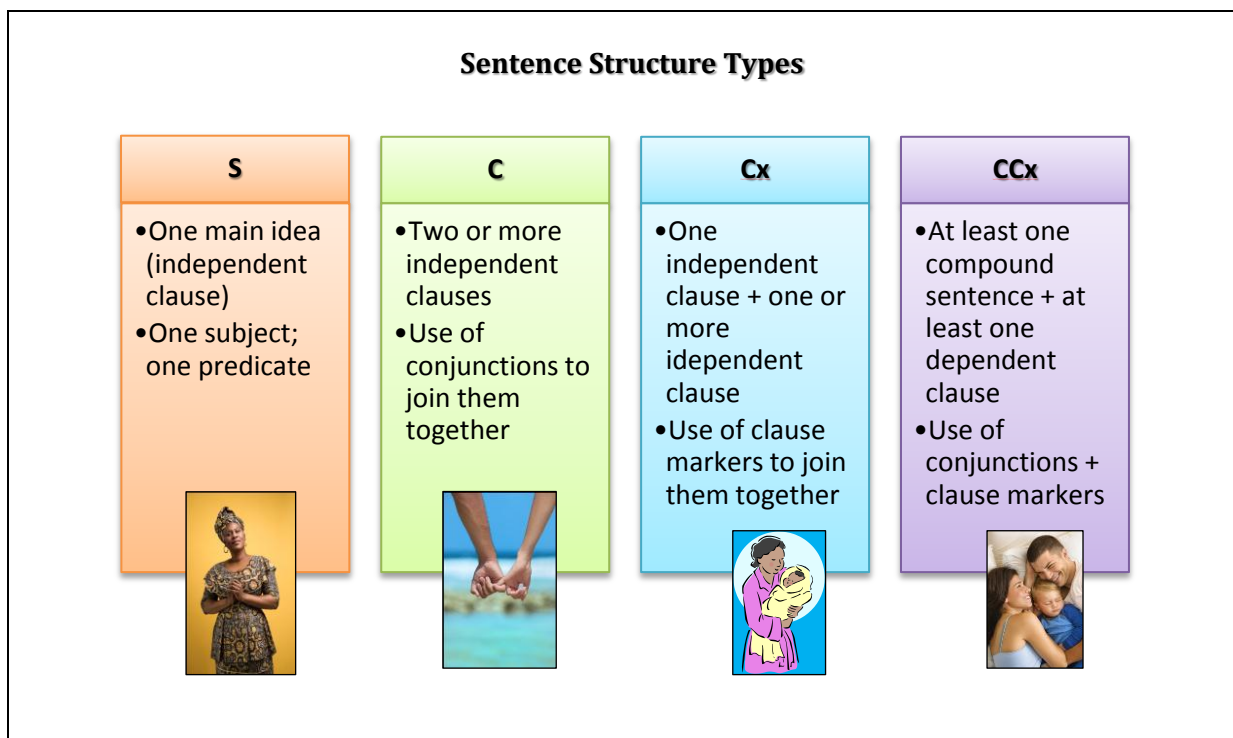 Sentence Structure Types
S
•One main idea
(independent
clause)
•One subject;
one predicate
C
•Two or more
independent
clauses
•Use of
conjunctions to
join them
together
Cx
•One
independent
clause + one or
more
idependent
clause
•Use of clause
markers to join
them together
CCx
•At least one
compound
sentence + at
least one
dependent
clause
•Use of
conjunctions +
clause markers